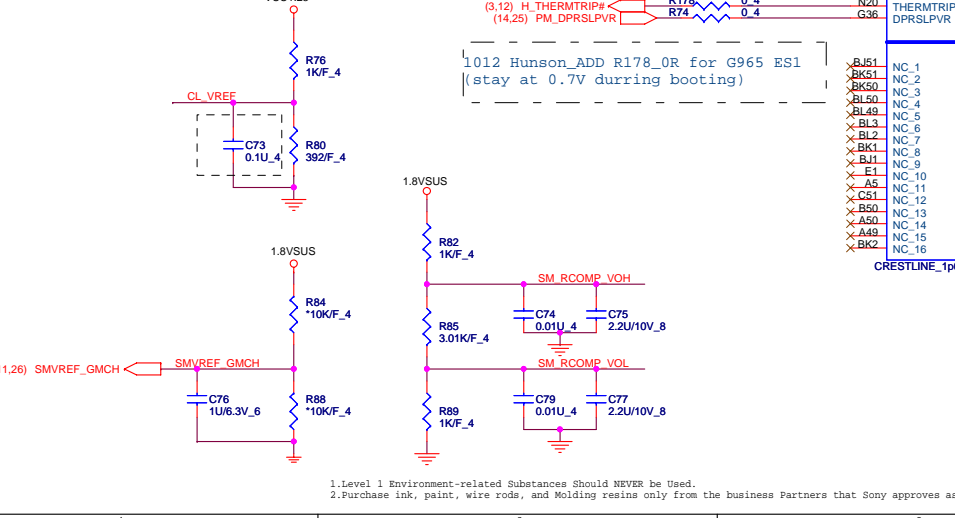 R76
1K/F_4
CL_VREF
C73
0.1U_4
R80
392/F_4
(3,12) H_THERMTRIP#
R178
0_4
N20
THERMTRIP
(14,25) PM_DPRSLPVR
R74
0_4
G36
DPRSLPVR
1012 Hunson_ADD R178_0R for G965 ES1
(stay at 0.7V durring booting)
BJ51 NC_1
BK51 NC_2
BK50 NC_3
BL50 NC_4
BL49 NC_5
BL3 NC_6
BL2 NC_7
BK1 NC_8
BJ1 NC_9
E1 NC_10
A5 NC_11
C51 NC_12
B50 NC_13
A50 NC_14
A49 NC_15
BK2 NC_16
CRESTLINE_1p
1.8VSUS
R82
1K/F_4
SM_RCOMP_VOH
C74
0.01U_4
C75
2.2U/10V_8
R85
3.01K/F_4
SM_RCOMP_VOL
C79
0.01U_4
C77
2.2U/10V_8
R89
1K/F_4
1.8VSUS
R84
*10K/F_4
1,26) SMVREF_GMCH
SMVREF_GMCH
C76
1U/6.3V_6
R88
*10K/F_4
1.Level 1 Environment-related Substances Should NEVER be Used.
2.Purchase ink, paint, wire rods, and Molding resins only from the business Partners that Sony approves as